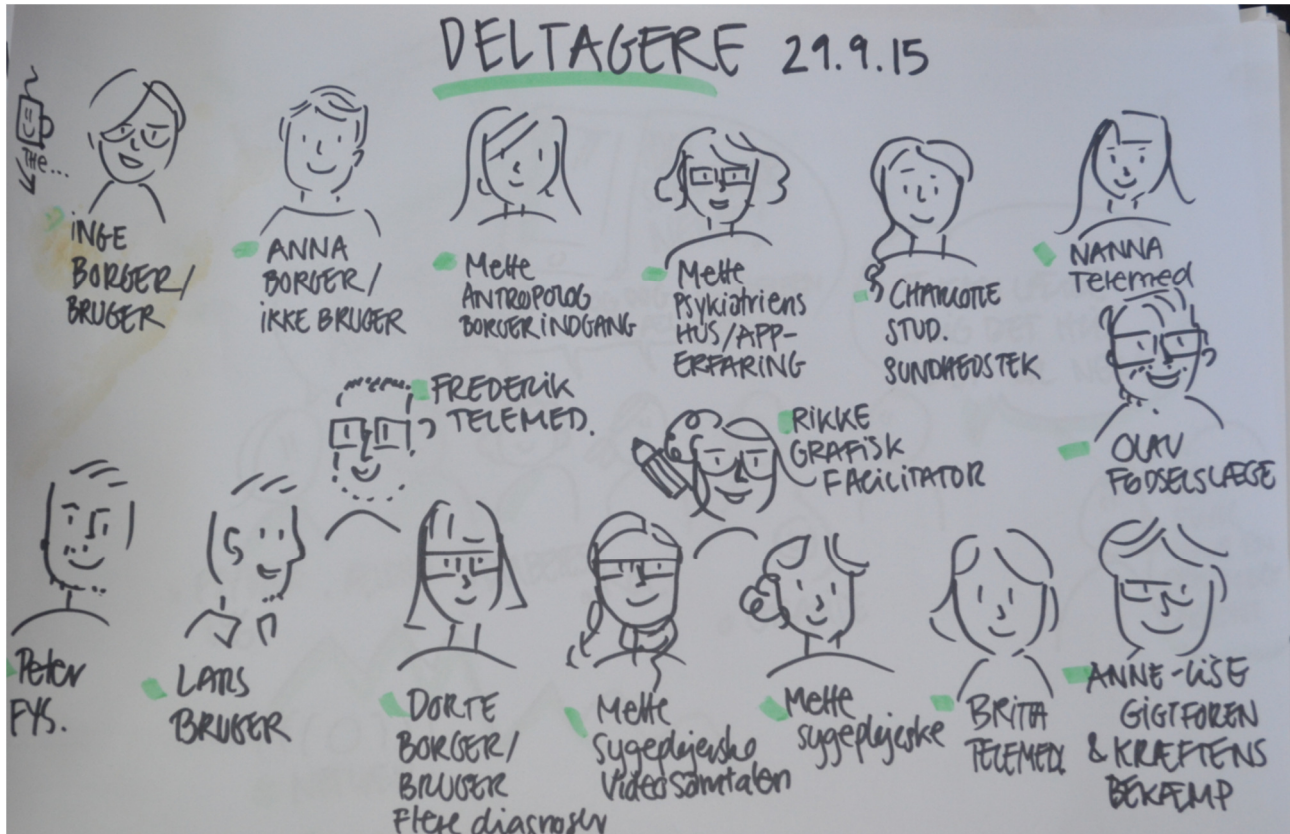 DELTAGERE 29.9.15
THE...
INGE
BORGER/
BRUGER
ANNA
BORGER/
IKKE BRUGER
Mette
ANTROPOLOG
BORGERINDGANG
Mette
Psykiatriens
HUS/APP-
ERFARING
CHARLOTTE
STUD.
SUNDHEDSTEK
NANNA
Telemed
FREDERIK
TELEMED.
RIKKE
GRAFISK
FACILITATOR
OLAV
FØDSELSLÆGE
Peter
FYS.
LARS
BRUGER
DORTE
BORGER/
BRUGER
Flere diagnoser
Mette
Sygeplejerske
Videosamtalen
Mette
sygeplejerske
BRITA
TELEMED.
ANNE-LISE
GIGTFOREN
& KRÆFTENS
BEKÆMP